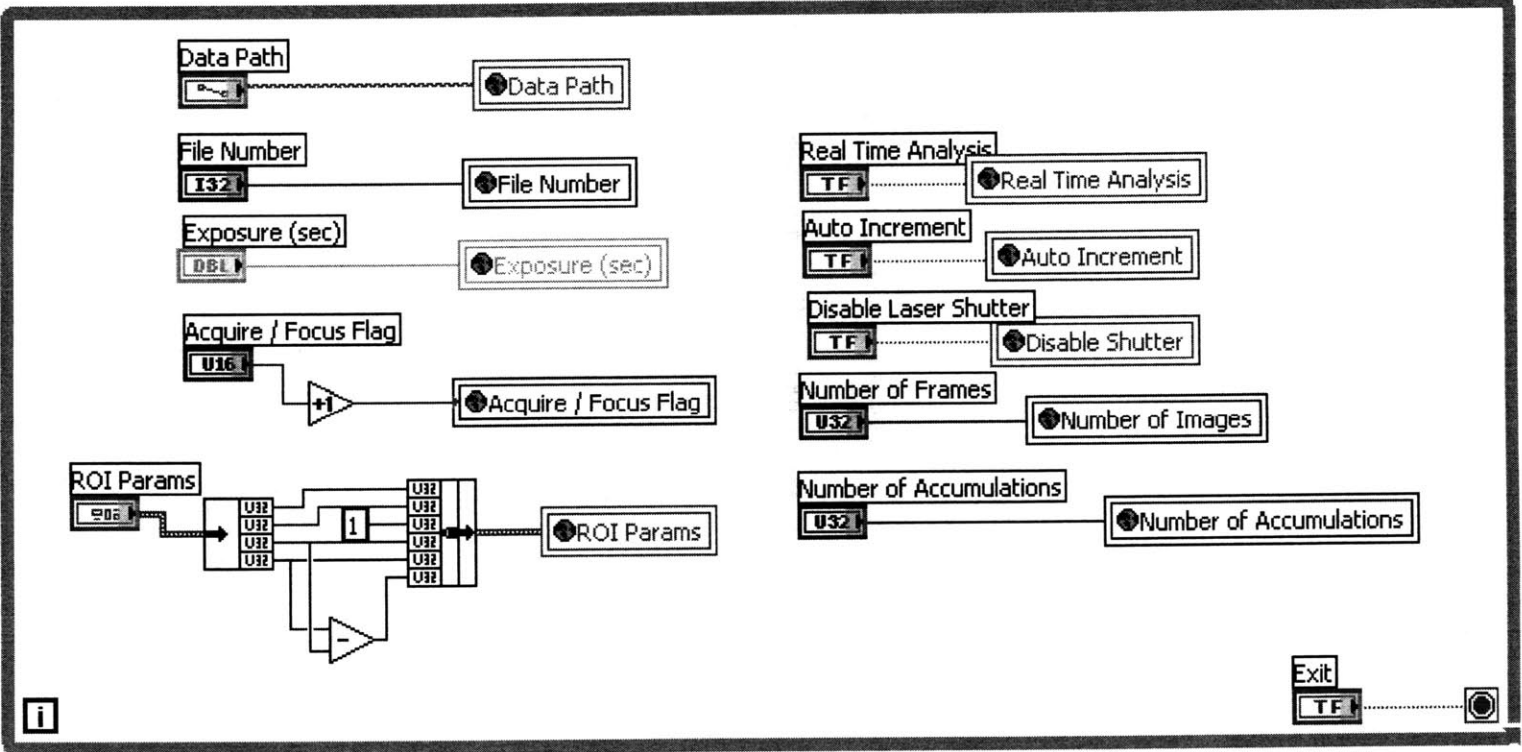 Data Path
Data Path
File Number
I32
File Number
Exposure (sec)
DBL
Exposure (sec)
Acquire / Focus Flag
U16
+1
Acquire / Focus Flag
ROI Params
U32
U32
U32
U32
1
U32
U32
U32
U32
U32
U32
ROI Params
-
Real Time Analysis
TF
Real Time Analysis
Auto Increment
TF
Auto Increment
Disable Laser Shutter
TF
Disable Shutter
Number of Frames
U32
Number of Images
Number of Accumulations
U32
Number of Accumulations
Exit
TF
i